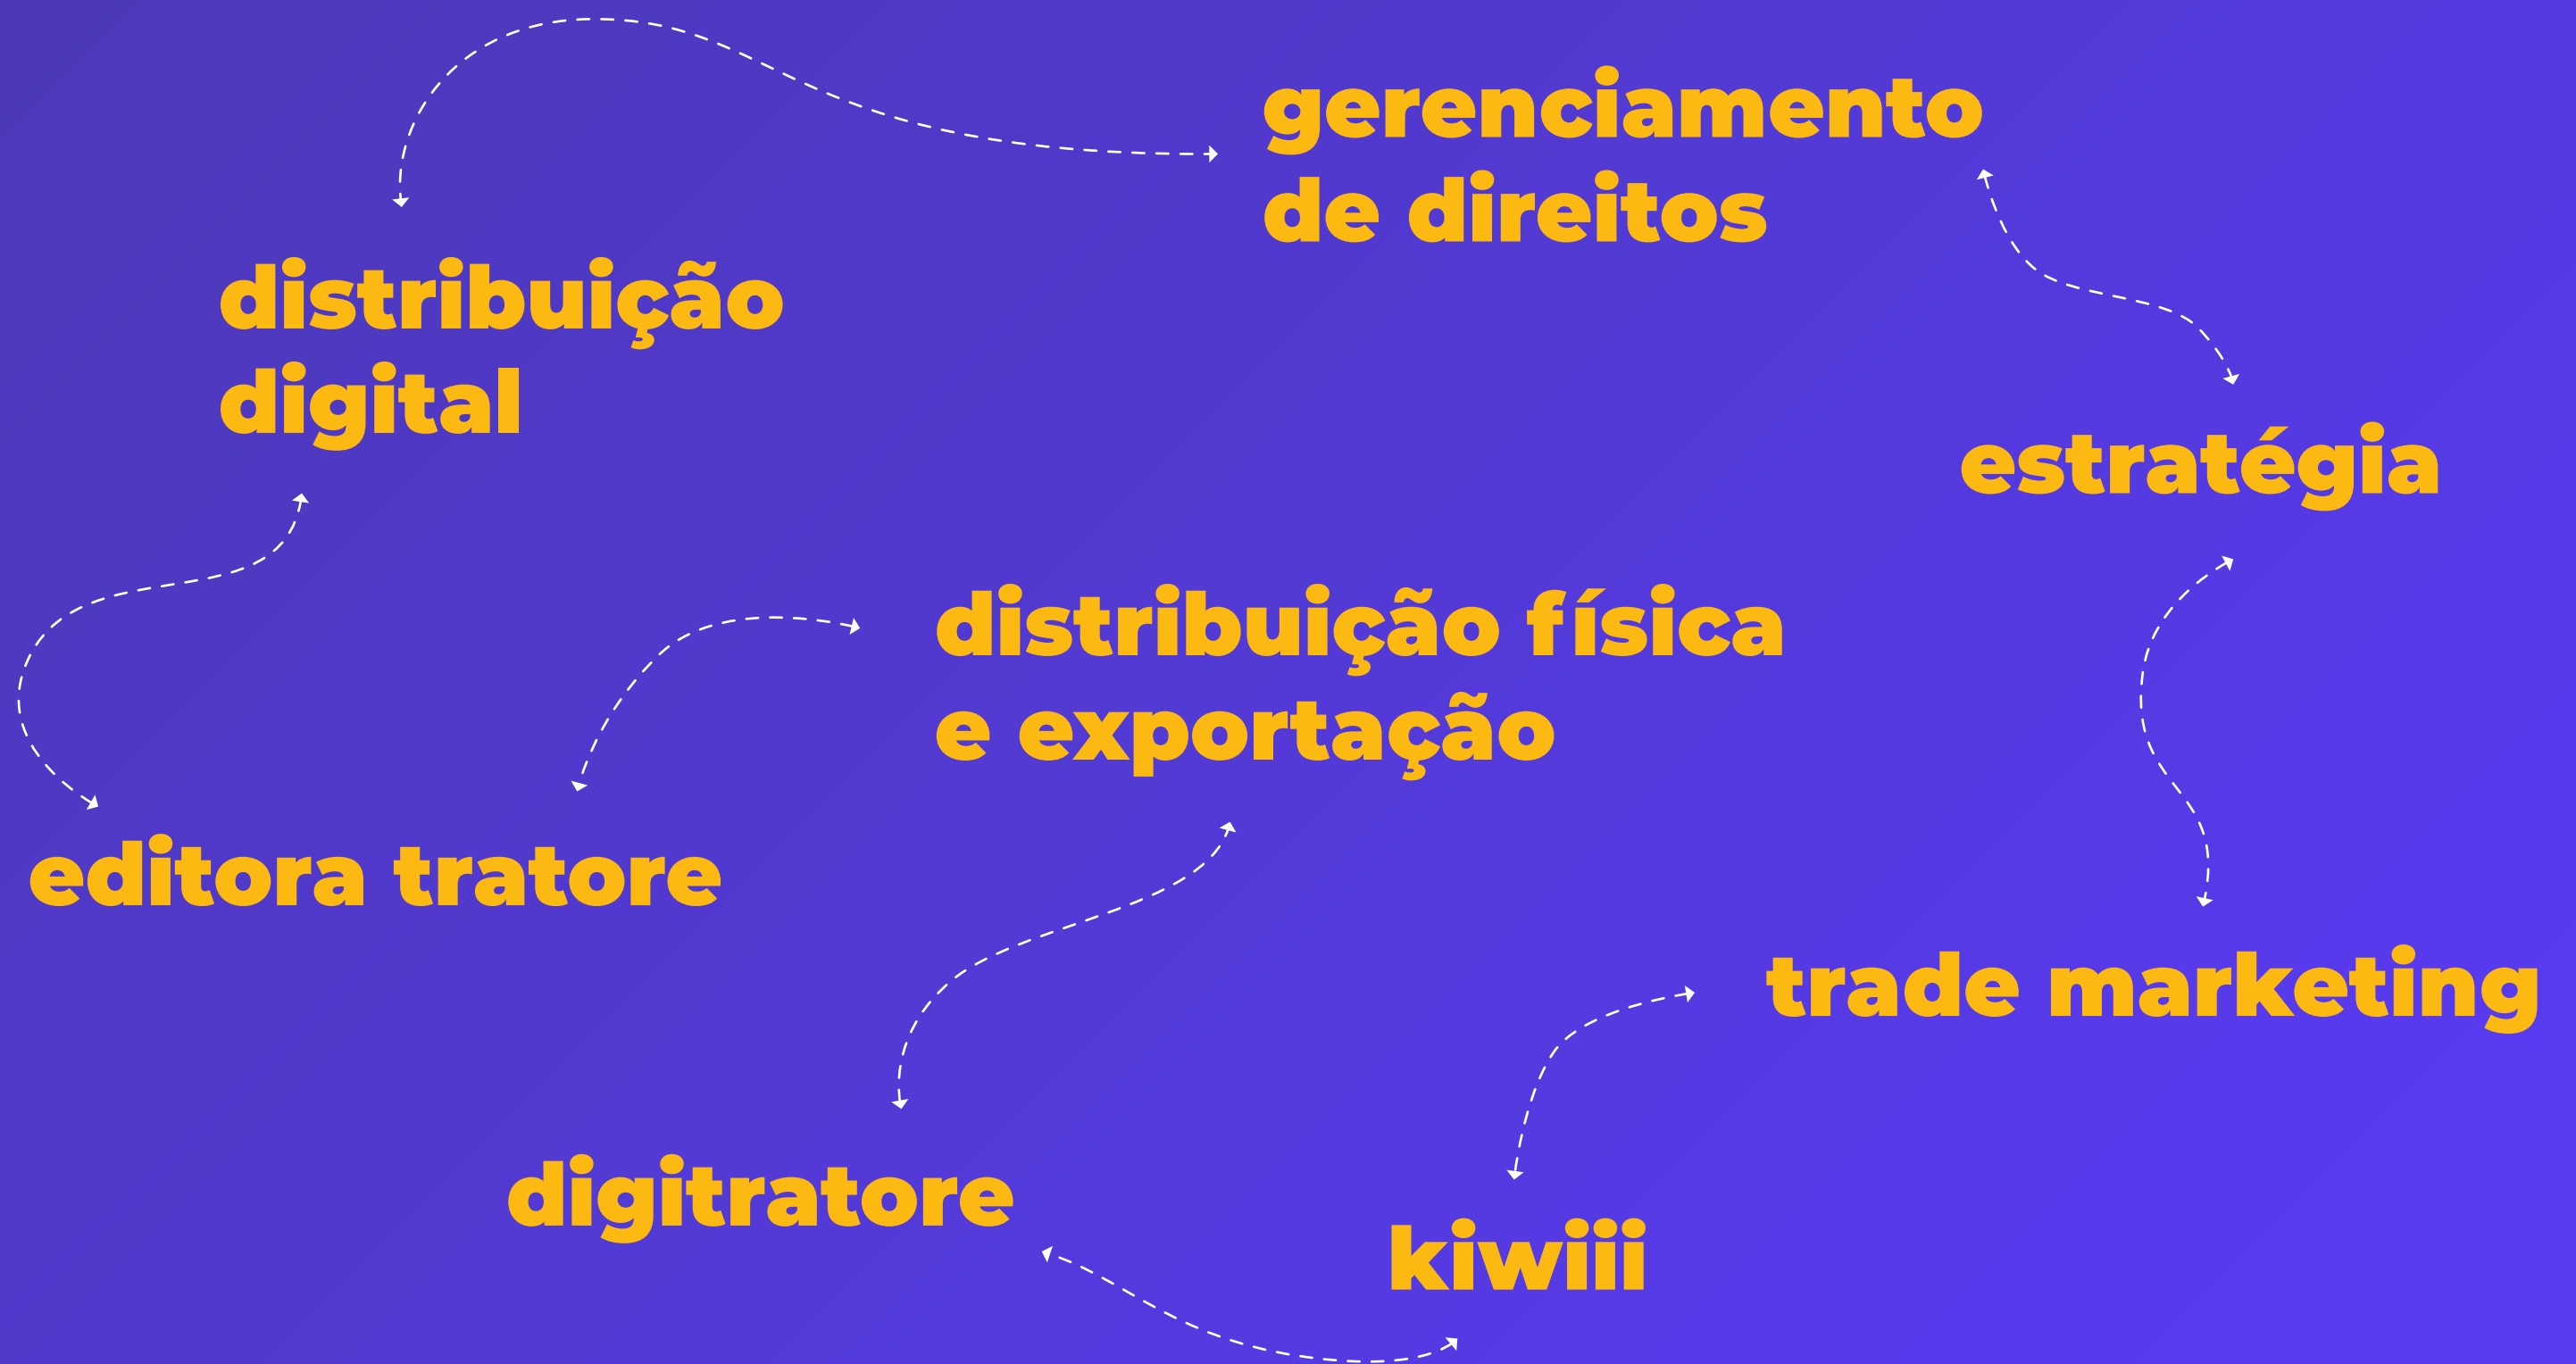 gerenciamento
de direitos
distribuição
digital
estratégia
distribuição física
e exportação
editora tratore
trade marketing
digitratore
kiwiii